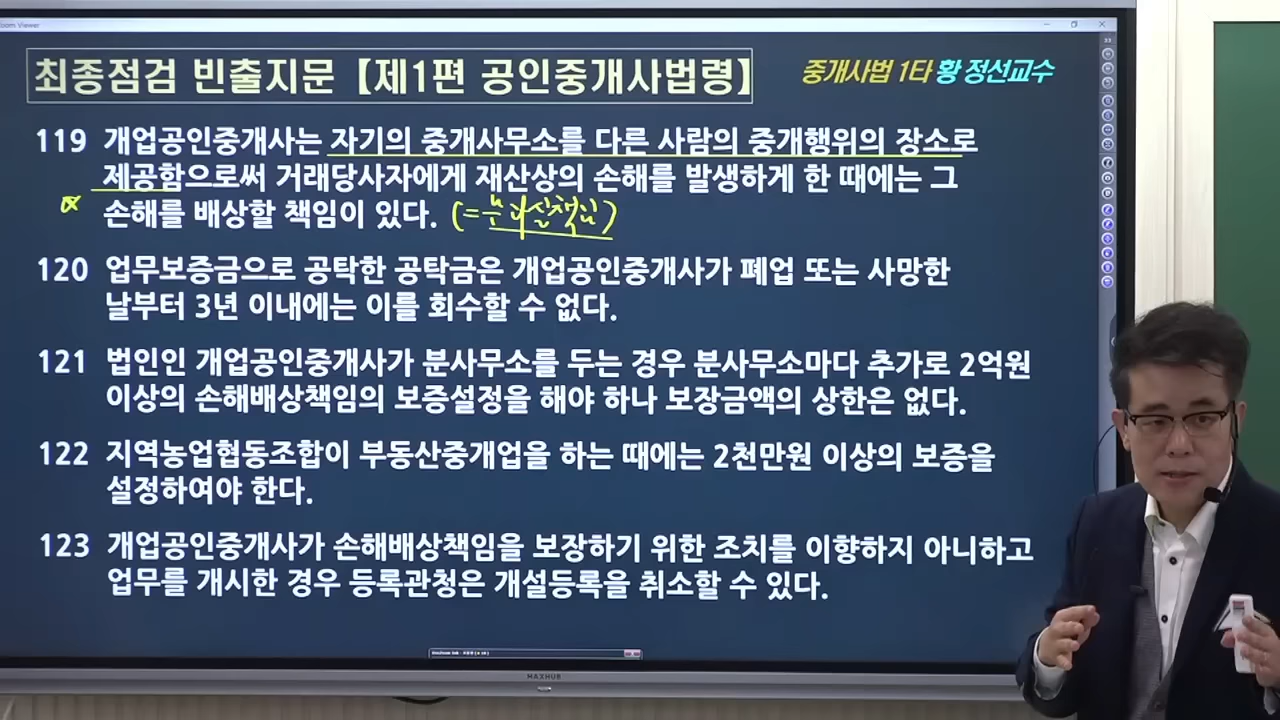 최종점검 빈출지문【제1편 공인중개사법령】
중개사법 1타 황정선교수
119 개업공인중개사는 자기의 중개사무소를 다른 사람의 중개행위의 장소로
제공함으로써 거래당사자에게 재산상의 손해를 발생하게 한 때에는 그
손해를 배상할 책임이 있다.
120 업무보증금으로 공탁한 공탁금은 개업공인중개사가 폐업 또는 사망한
날부터 3년 이내에는 이를 회수할 수 없다.
121 법인인 개업공인중개사가 분사무소를 두는 경우 분사무소마다 추가로 2억원
이상의 손해배상책임의 보증설정을 해야 하나 보장금액의 상한은 없다.
122 지역농업협동조합이 부동산중개업을 하는 때에는 2천만원 이상의 보증을
설정하여야 한다.
123 개업공인중개사가 손해배상책임을 보장하기 위한 조치를 이행하지 아니하고
업무를 개시한 경우 등록관청은 개설등록을 취소할 수 있다.
MAXHUB